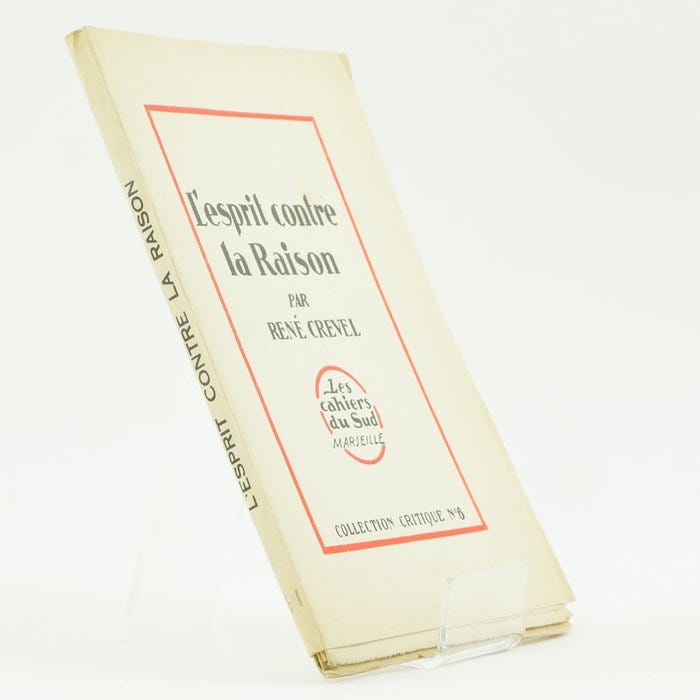 L'ESPRIT CONTRE LA RAISON
L'esprit contre
la Raison
PAR
RENÉ CREVEL
Les
cahiers
du Sud
MARSEILLE
COLLECTION CRITIQUE N°6